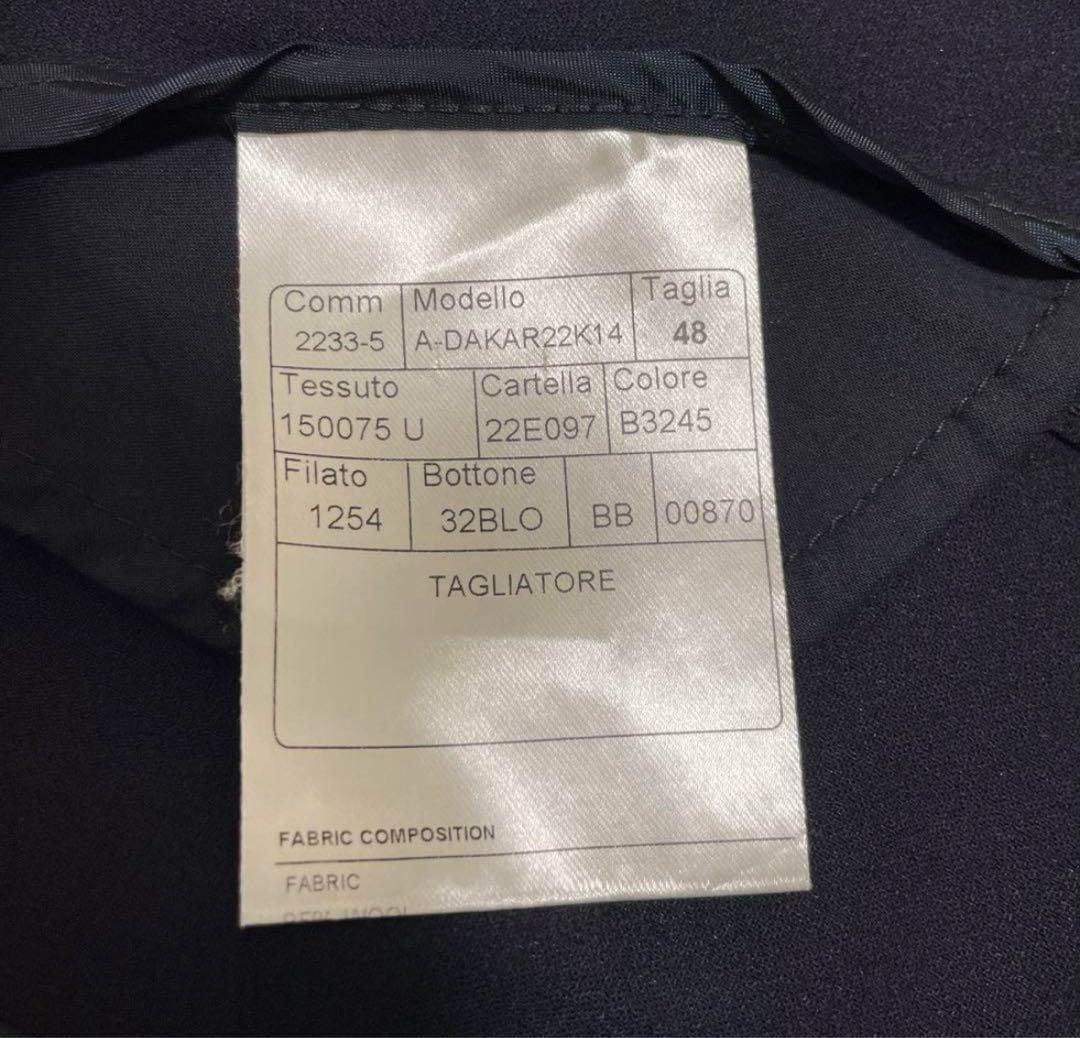 Comm Modello Taglia
2233-5 A-DAKAR22K14 48
Tessuto Cartella Colore
150075 U 22E097 B3245
Filato Bottone
1254 32BLO BB 00870
TAGLIATORE
FABRIC COMPOSITION
FABRIC
WOOL